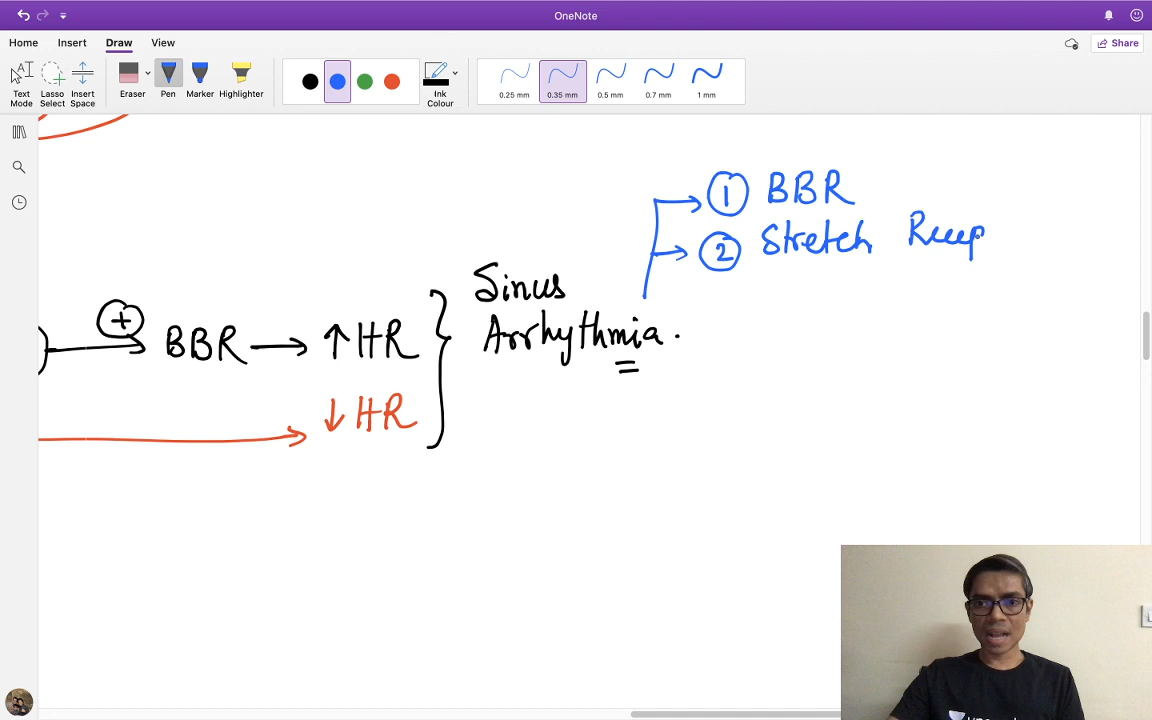 OneNote
Home Insert Draw View Share
Text Mode Lasso Select Insert Space Eraser Pen Marker Highlighter Ink Colour 0.25 mm 0.35 mm 0.5 mm 0.7 mm 1 mm
① BBR
② Stretch Recep
Sinus
Arrhythmia.
+ BBR → ↑ HR
↓ HR